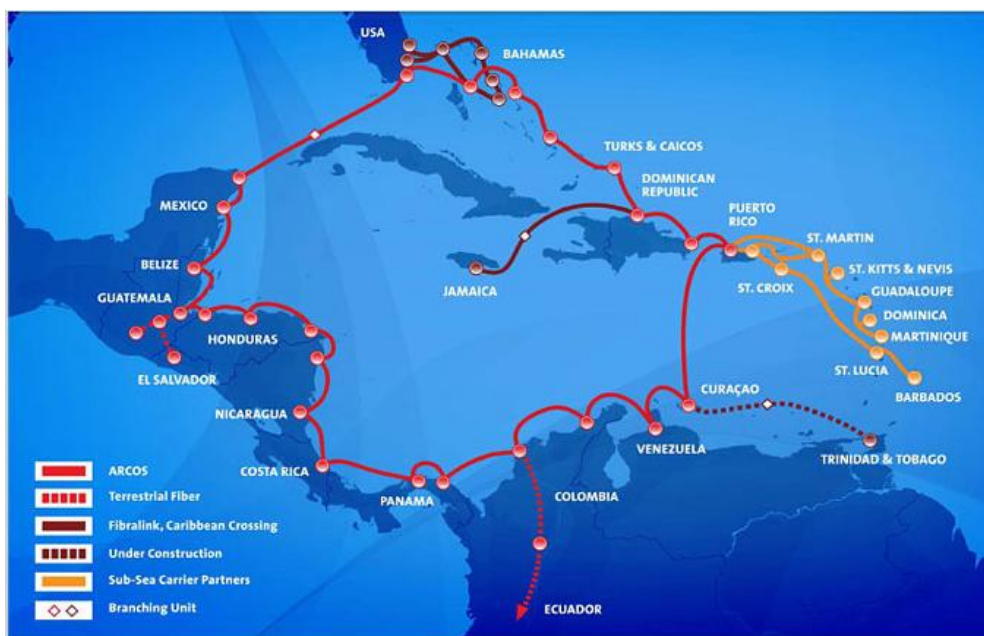 USA
BAHAMAS
TURKS & CAICOS
DOMINICAN
REPUBLIC
MEXICO
PUERTO
RICO
ST. MARTIN
BELIZE
ST. KITTS & NEVIS
JAMAICA
ST. CROIX
GUADALOUPE
GUATEMALA
DOMINICA
HONDURAS
MARTINIQUE
EL SALVADOR
ST. LUCIA
CURAÇAO
BARBADOS
NICARAGUA
VENEZUELA
TRINIDAD & TOBAGO
COSTA RICA
PANAMA
COLOMBIA
ECUADOR
ARCOS
Terrestrial Fiber
Fibralink, Caribbean Crossing
Under Construction
Sub-Sea Carrier Partners
Branching Unit